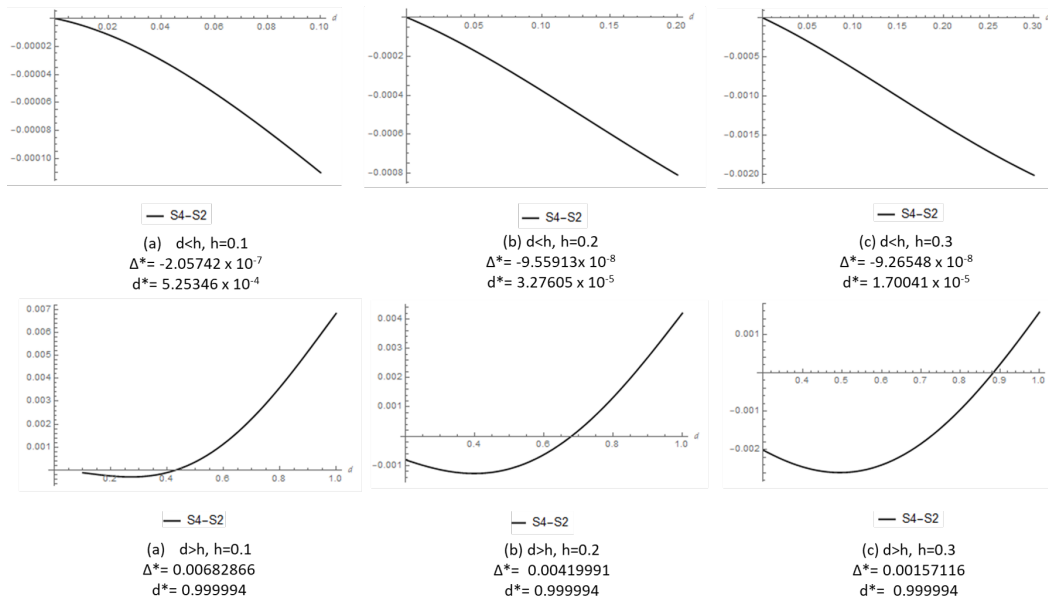 0.02 0.04 0.06 0.08 0.10 d
−0.00002
−0.00004
−0.00006
−0.00008
−0.00010
S4−S2
(a) d<h, h=0.1
Δ*= -2.05742 x 10⁻⁷
d*= 5.25346 x 10⁻⁴
0.05 0.10 0.15 0.20 d
−0.0002
−0.0004
−0.0006
−0.0008
S4−S2
(b) d<h, h=0.2
Δ*= -9.55913x 10⁻⁸
d*= 3.27605 x 10⁻⁵
0.05 0.10 0.15 0.20 0.25 0.30 d
−0.0005
−0.0010
−0.0015
−0.0020
S4−S2
(c) d<h, h=0.3
Δ*= -9.26548 x 10⁻⁸
d*= 1.70041 x 10⁻⁵
0.007
0.006
0.005
0.004
0.003
0.002
0.001
0.2 0.4 0.6 0.8 1.0 d
S4−S2
(a) d>h, h=0.1
Δ*= 0.00682866
d*= 0.999994
0.004
0.003
0.002
0.001
0.4 0.6 0.8 1.0 d
−0.001
S4−S2
(b) d>h, h=0.2
Δ*= 0.00419991
d*= 0.999994
0.001
0.4 0.5 0.6 0.7 0.8 0.9 1.0 d
−0.001
−0.002
S4−S2
(c) d>h, h=0.3
Δ*= 0.00157116
d*= 0.999994